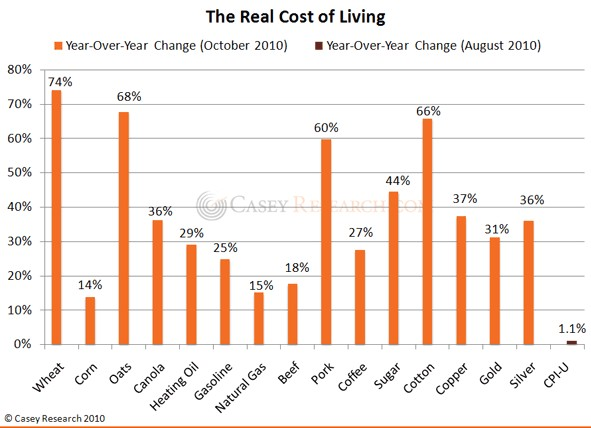 The Real Cost of Living
Year-Over-Year Change (October 2010) Year-Over-Year Change (August 2010)
80%
70%
60%
50%
40%
30%
20%
10%
0%
74%
14%
68%
36%
29%
25%
15%
18%
60%
27%
44%
66%
37%
31%
36%
1.1%
CASEY RESEARCH.COM
Wheat
Corn
Oats
Canola
Heating Oil
Gasoline
Natural Gas
Beef
Pork
Coffee
Sugar
Cotton
Copper
Gold
Silver
CPI-U
© Casey Research 2010